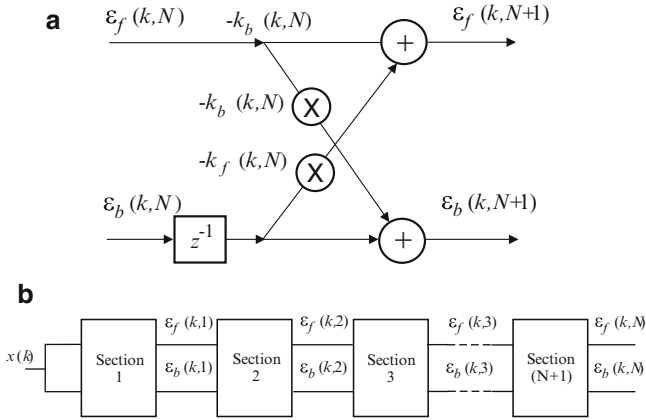 a
ε_f (k,N)
-k_b (k,N)
+
ε_f (k,N+1)
-k_b (k,N)
X
-k_f (k,N)
X
ε_b (k,N)
z^-1
+
ε_b (k,N+1)
b
x(k)
Section 1
ε_f (k,1)
ε_b (k,1)
Section 2
ε_f (k,2)
ε_b (k,2)
Section 3
ε_f (k,3)
ε_b (k,3)
Section (N+1)
ε_f (k,N)
ε_b (k,N)